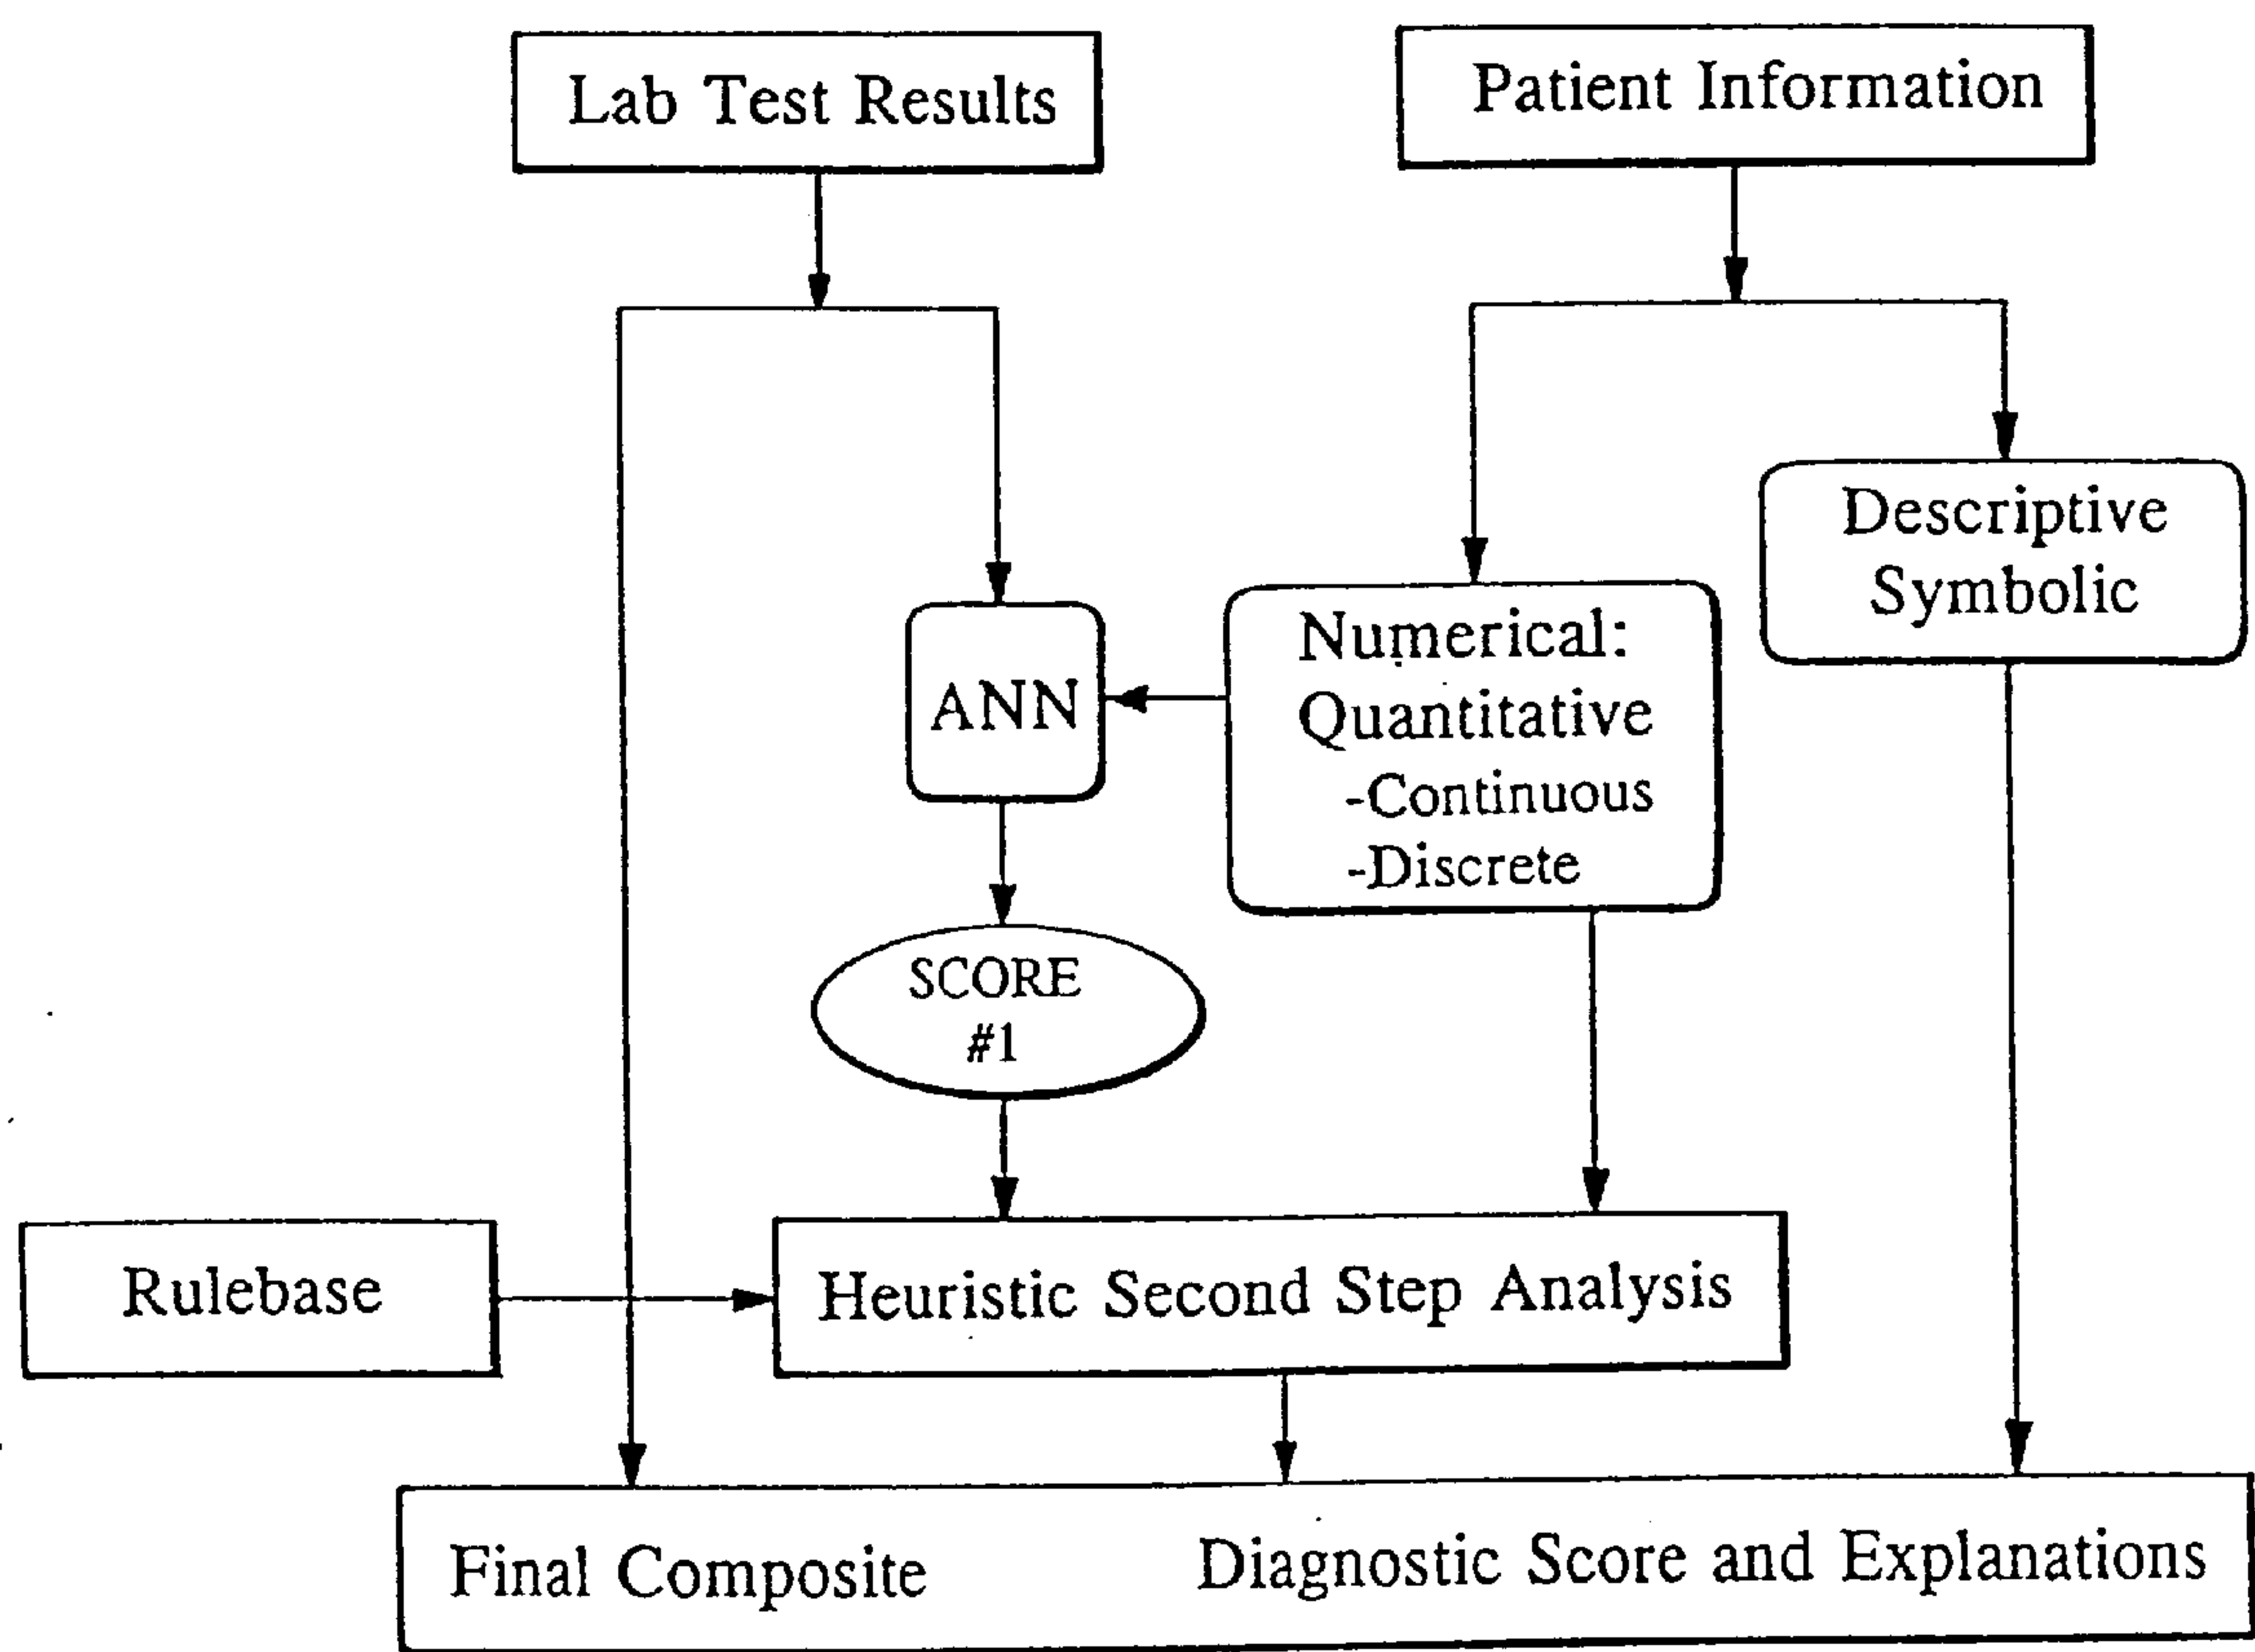 Lab Test Results
Patient Information
Descriptive
Symbolic
Numerical:
Quantitative
-Continuous
-Discrete
ANN
SCORE
#1
Rulebase
Heuristic Second Step Analysis
Final Composite Diagnostic Score and Explanations